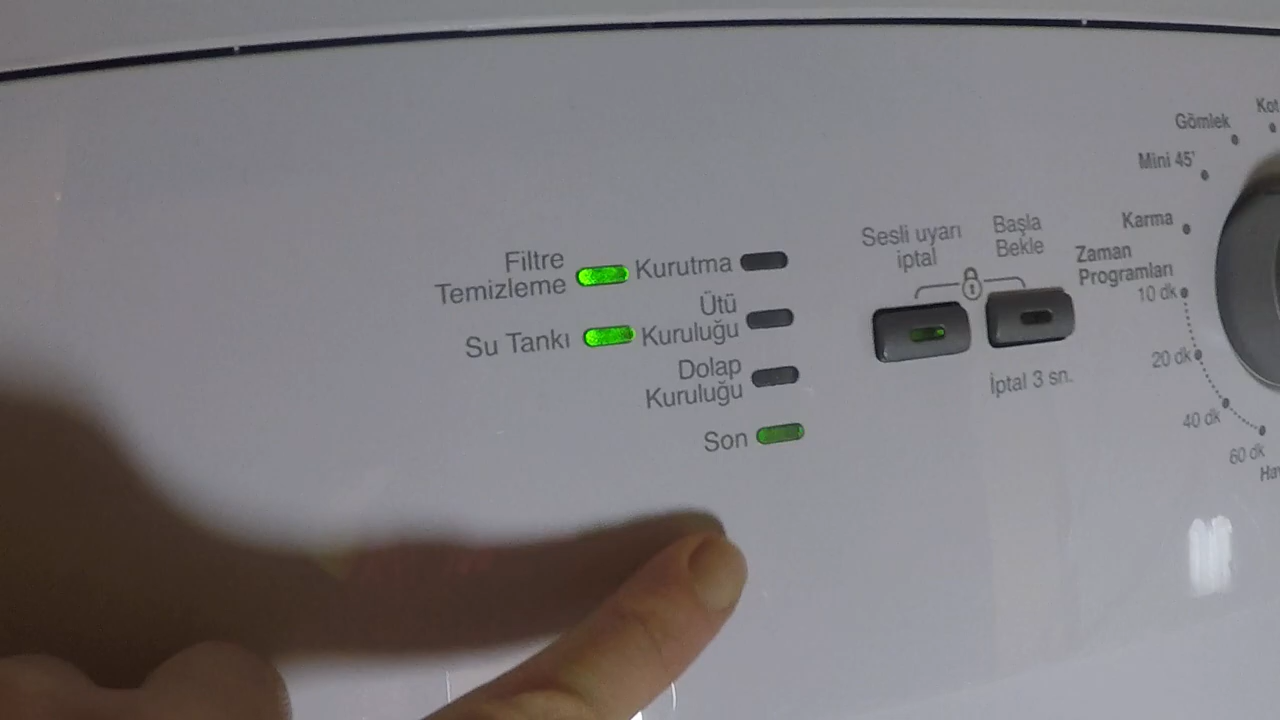 Filtre
Temizleme
Su Tankı
Kurutma
Ütü
Kuruluğu
Dolap
Kuruluğu
Son
Sesli uyarı
iptal
Başla
Bekle
İptal 3 sn.
Kot
Gömlek
Mini 45'
Karma
Zaman
Programları
10 dk
20 dk
40 dk
60 dk